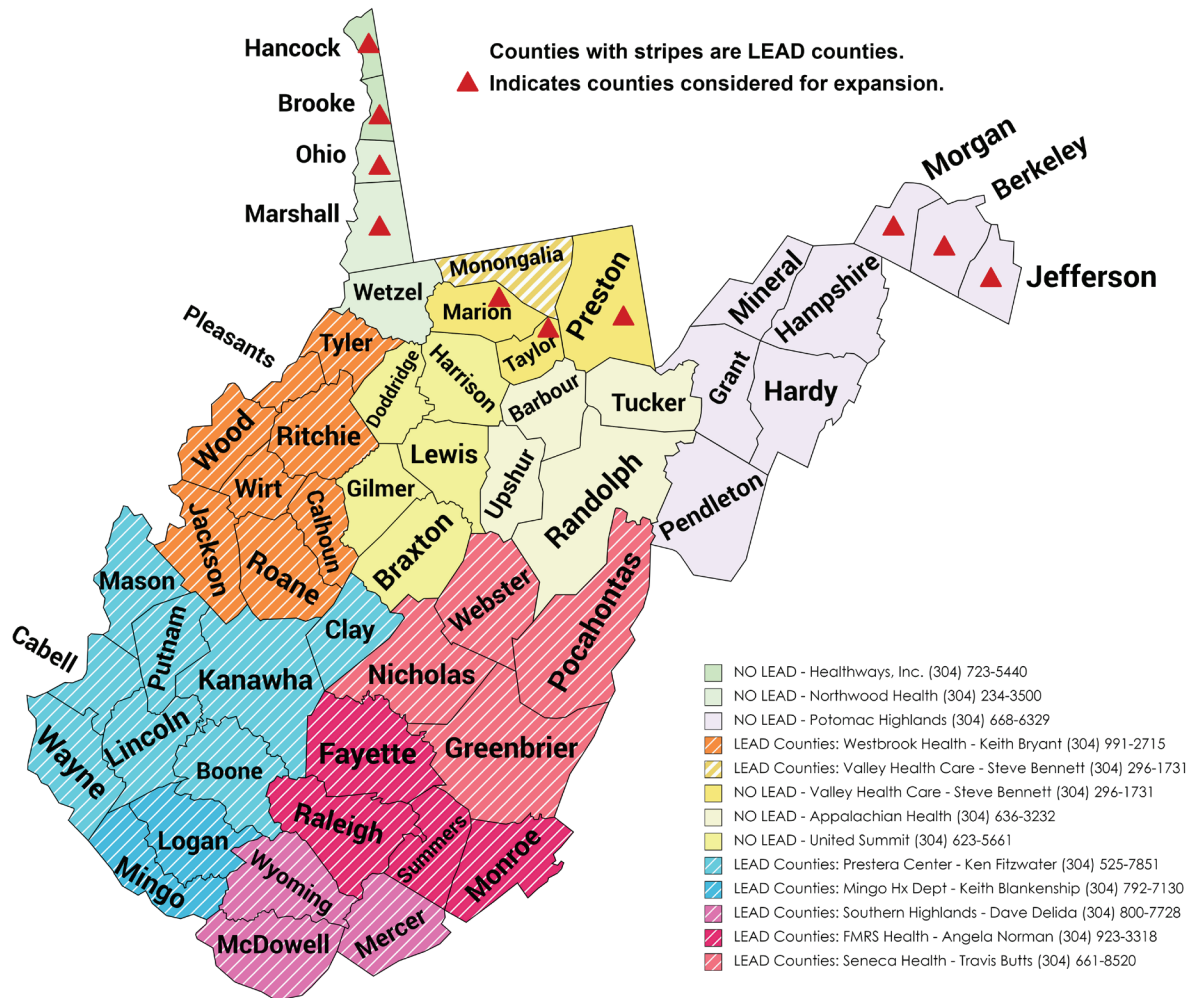 Counties with stripes are LEAD counties.
Indicates counties considered for expansion.
Hancock
Brooke
Ohio
Marshall
Morgan
Berkeley
Jefferson
Monongalia
Wetzel
Marion
Preston
Taylor
Mineral
Hampshire
Pleasants
Tyler
Doddridge
Harrison
Barbour
Tucker
Grant
Hardy
Wood
Ritchie
Lewis
Wirt
Gilmer
Upshur
Randolph
Pendleton
Calhoun
Jackson
Roane
Braxton
Mason
Webster
Pocahontas
Clay
Cabell
Putnam
Kanawha
Nicholas
Lincoln
Wayne
Boone
Fayette
Greenbrier
Logan
Raleigh
Summers
Monroe
Mingo
Wyoming
McDowell
Mercer
NO LEAD - Healthways, Inc. (304) 723-5440
NO LEAD - Northwood Health (304) 234-3500
NO LEAD - Potomac Highlands (304) 668-6329
LEAD Counties: Westbrook Health - Keith Bryant (304) 991-2715
LEAD Counties: Valley Health Care - Steve Bennett (304) 296-1731
NO LEAD - Valley Health Care - Steve Bennett (304) 296-1731
NO LEAD - Appalachian Health (304) 636-3232
NO LEAD - United Summit (304) 623-5661
LEAD Counties: Prestera Center - Ken Fitzwater (304) 525-7851
LEAD Counties: Mingo Hx Dept - Keith Blankenship (304) 792-7130
LEAD Counties: Southern Highlands - Dave Delida (304) 800-7728
LEAD Counties: FMRS Health - Angela Norman (304) 923-3318
LEAD Counties: Seneca Health - Travis Butts (304) 661-8520